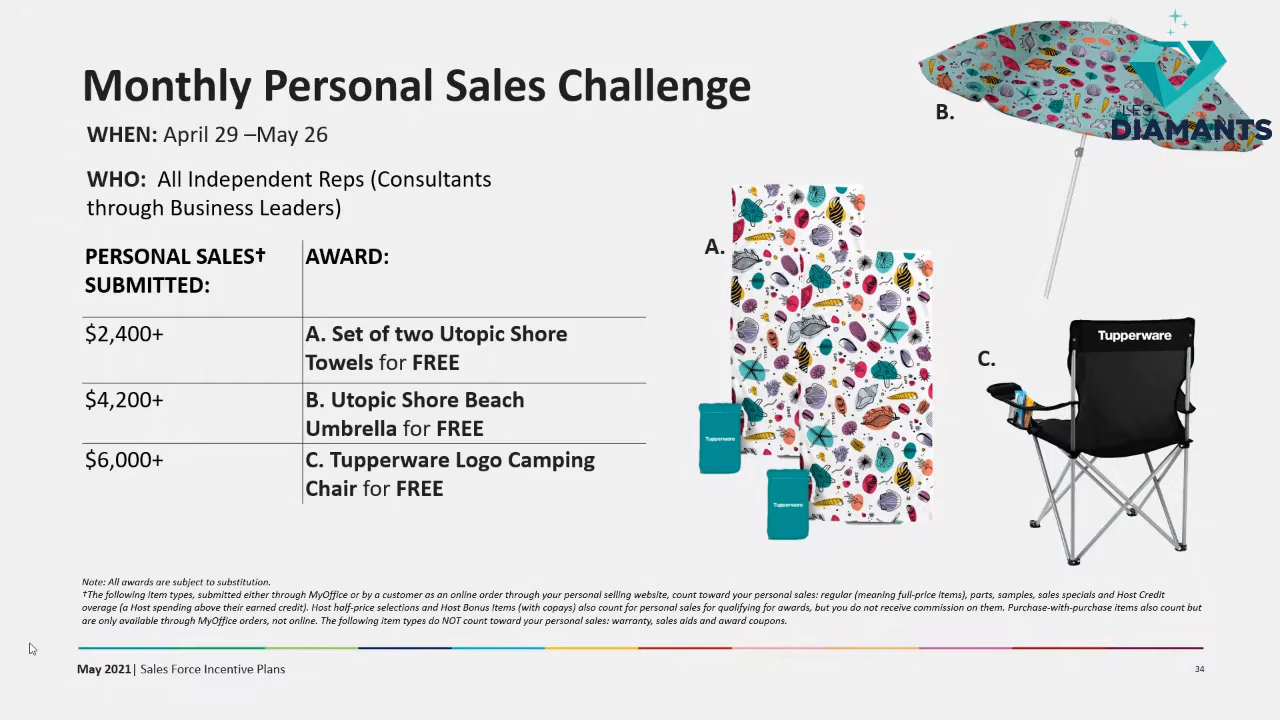 Monthly Personal Sales Challenge
WHEN: April 29 –May 26
WHO: All Independent Reps (Consultants
through Business Leaders)
PERSONAL SALES†
SUBMITTED:
AWARD:
$2,400+
A. Set of two Utopic Shore
Towels for FREE
$4,200+
B. Utopic Shore Beach
Umbrella for FREE
$6,000+
C. Tupperware Logo Camping
Chair for FREE
A.
Tupperware
Tupperware
B.
LES
DIAMANTS
C.
Tupperware
Note: All awards are subject to substitution.
†The following item types, submitted either through MyOffice or by a customer as an online order through your personal selling website, count toward your personal sales: regular (meaning full-price items), parts, samples, sales specials and Host Credit
overage (a Host spending above their earned credit). Host half-price selections and Host Bonus Items (with copays) also count for personal sales for qualifying for awards, but you do not receive commission on them. Purchase-with-purchase items also count but
are only available through MyOffice orders, not online. The following item types do NOT count toward your personal sales: warranty, sales aids and award coupons.
May 2021| Sales Force Incentive Plans
34